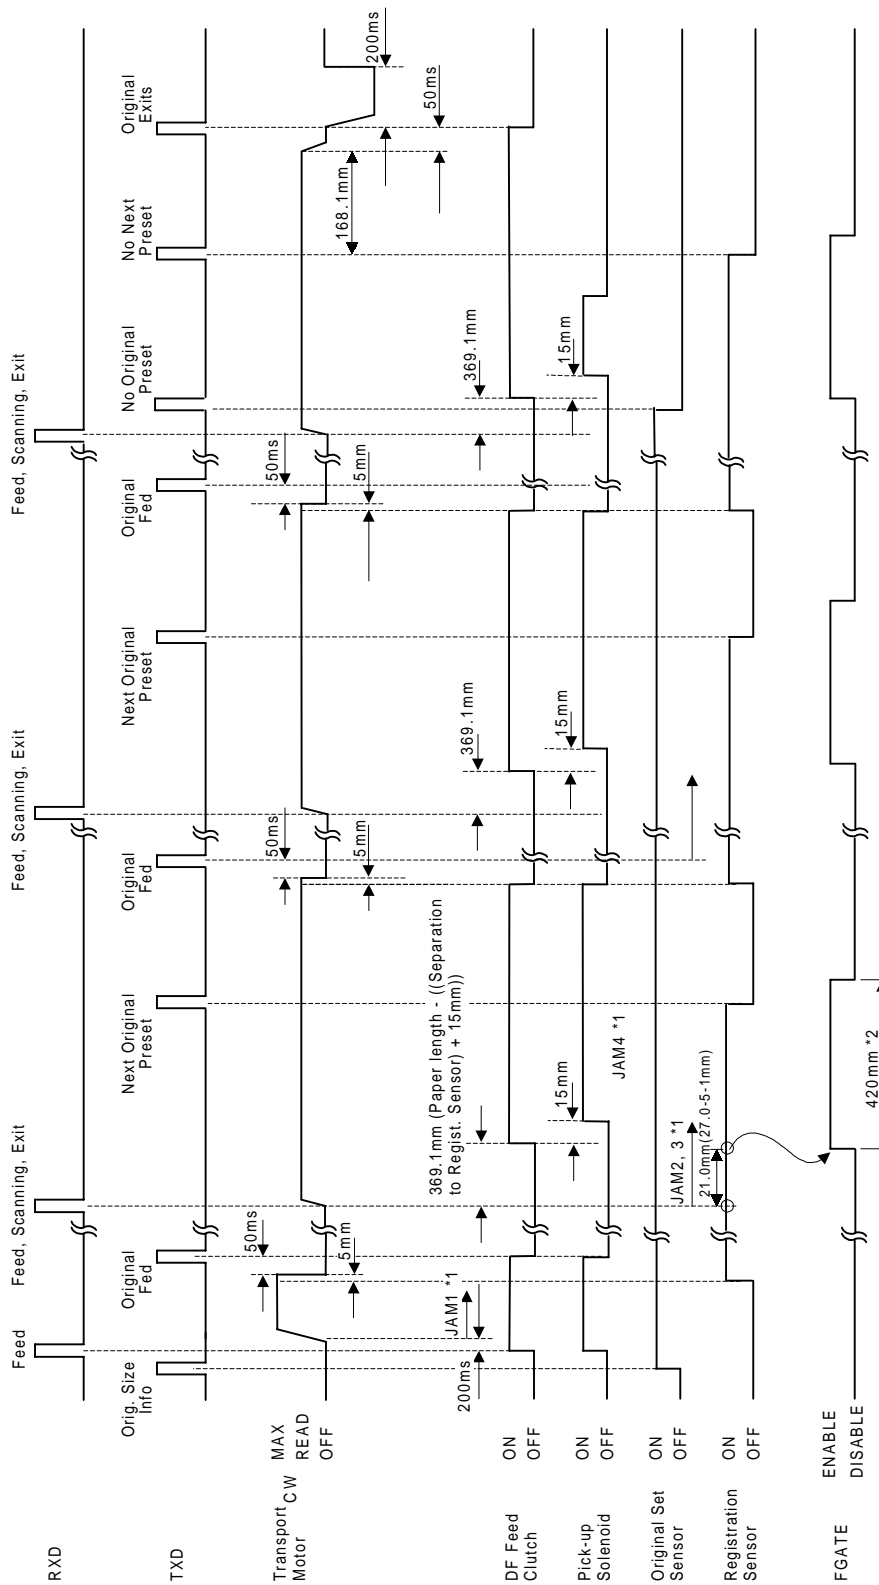 RXD
Feed
Feed, Scanning, Exit
Feed, Scanning, Exit
Feed, Scanning, Exit
TXD
Orig. Size
Info
Original
Fed
Next Original
Preset
Original
Fed
Next Original
Preset
Original
Fed
No Original
Preset
No Next
Preset
Original
Exits
Transport
Motor
CW
MAX
READ
OFF
50ms
5mm
50ms
5mm
50ms
5mm
168.1mm
50ms
200ms
200ms
JAM1 *1
369.1mm (Paper length - ((Separation
to Regist. Sensor) + 15mm))
369.1mm
369.1mm
DF Feed
Clutch
ON
OFF
15mm
15mm
15mm
Pick-up
Solenoid
ON
OFF
JAM4 *1
Original Set
Sensor
ON
OFF
JAM2, 3 *1
21.0mm(27.0-5-1mm)
Registration
Sensor
ON
OFF
FGATE
ENABLE
DISABLE
420mm *2